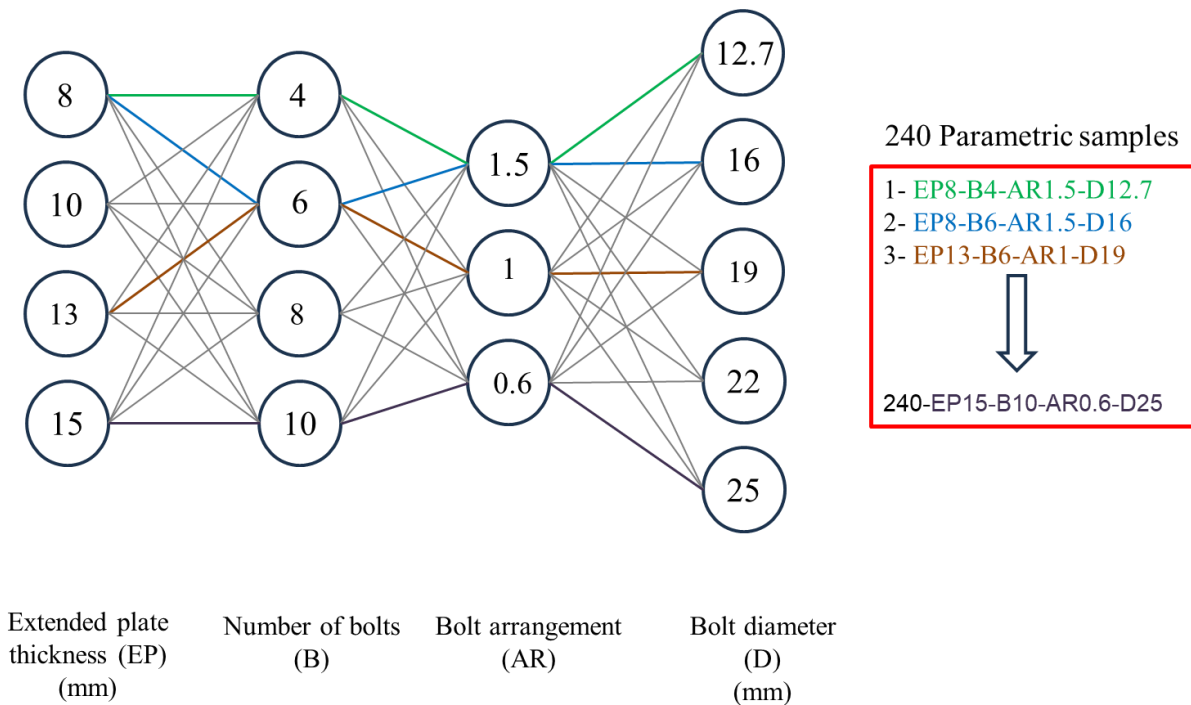 8
10
13
15
4
6
8
10
1.5
1
0.6
12.7
16
19
22
25
240 Parametric samples
1- EP8-B4-AR1.5-D12.7
2- EP8-B6-AR1.5-D16
3- EP13-B6-AR1-D19
240-EP15-B10-AR0.6-D25
Extended plate
thickness (EP)
(mm)
Number of bolts
(B)
Bolt arrangement
(AR)
Bolt diameter
(D)
(mm)